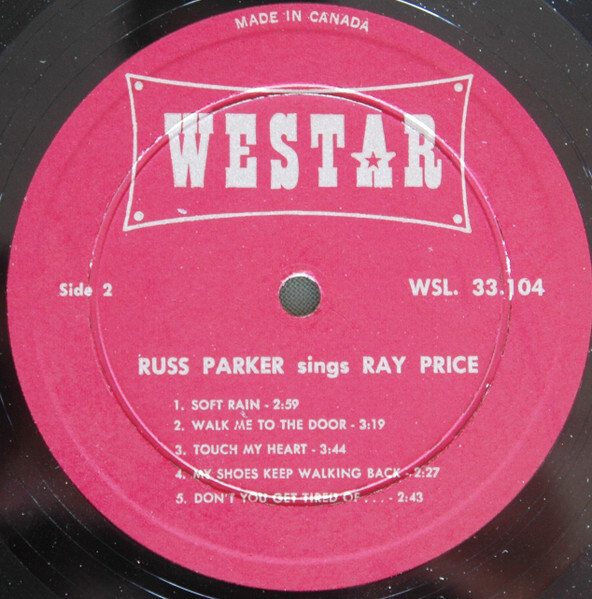 MADE IN CANADA
WESTAR
Side 2
WSL. 33.104
RUSS PARKER sings RAY PRICE
1. SOFT RAIN - 2:59
2. WALK ME TO THE DOOR - 3:19
3. TOUCH MY HEART - 3:44
4. MY SHOES KEEP WALKING BACK - 2:27
5. DON'T YOU GET TIRED OF . . . - 2:43